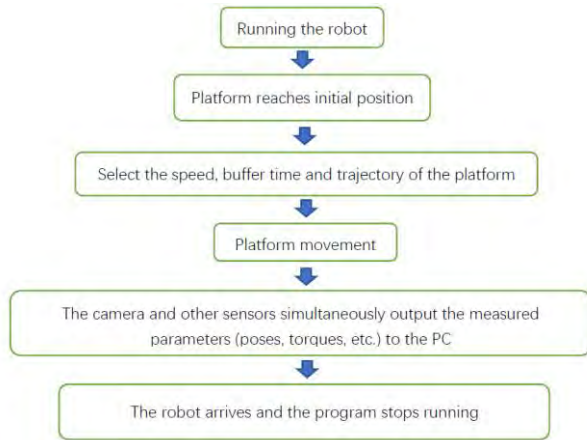 Running the robot
Platform reaches initial position
Select the speed, buffer time and trajectory of the platform
Platform movement
The camera and other sensors simultaneously output the measured
parameters (poses, torques, etc.) to the PC
The robot arrives and the program stops running